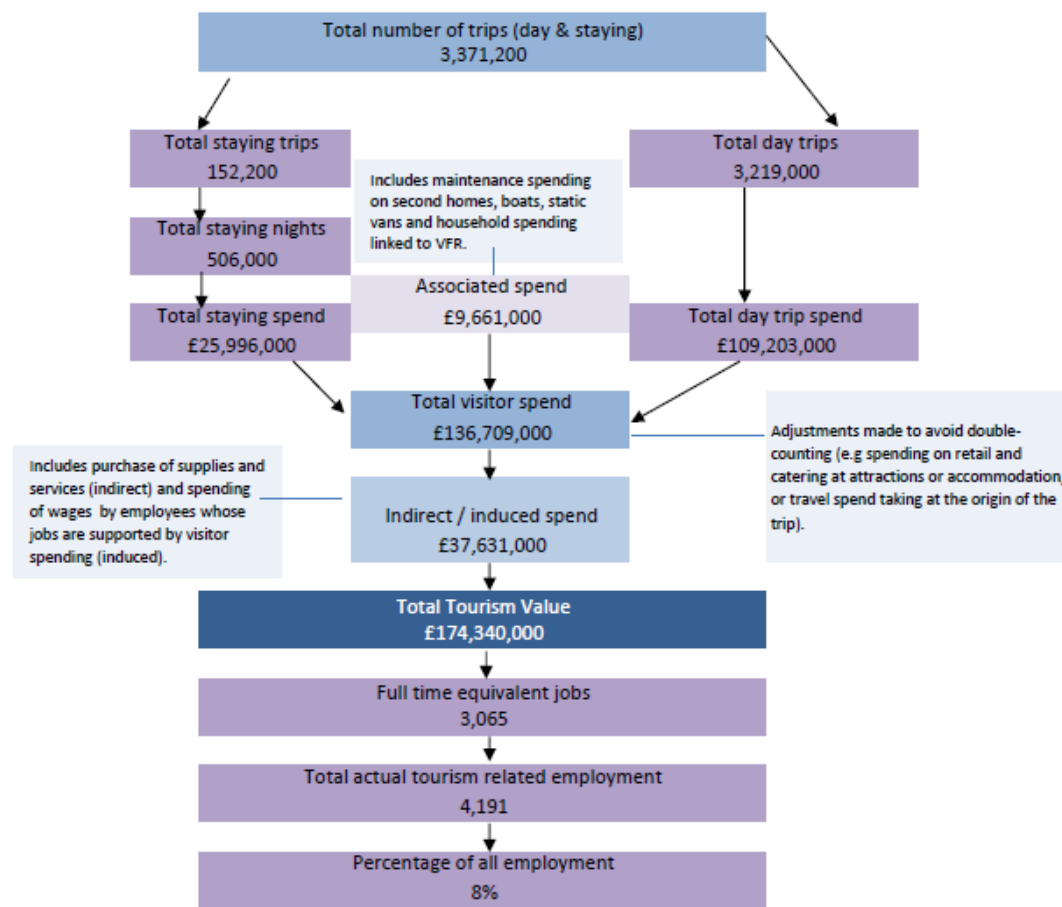 Total number of trips (day & staying)
3,371,200
Total staying trips
152,200
Total day trips
3,219,000
Includes maintenance spending
on second homes, boats, static
vans and household spending
linked to VFR.
Total staying nights
506,000
Associated spend
£9,661,000
Total staying spend
£25,996,000
Total day trip spend
£109,203,000
Total visitor spend
£136,709,000
Adjustments made to avoid double-
counting (e.g spending on retail and
catering at attractions or accommodation,
or travel spend taking at the origin of the
trip).
Includes purchase of supplies and
services (indirect) and spending
of wages by employees whose
jobs are supported by visitor
spending (induced).
Indirect / induced spend
£37,631,000
Total Tourism Value
£174,340,000
Full time equivalent jobs
3,065
Total actual tourism related employment
4,191
Percentage of all employment
8%